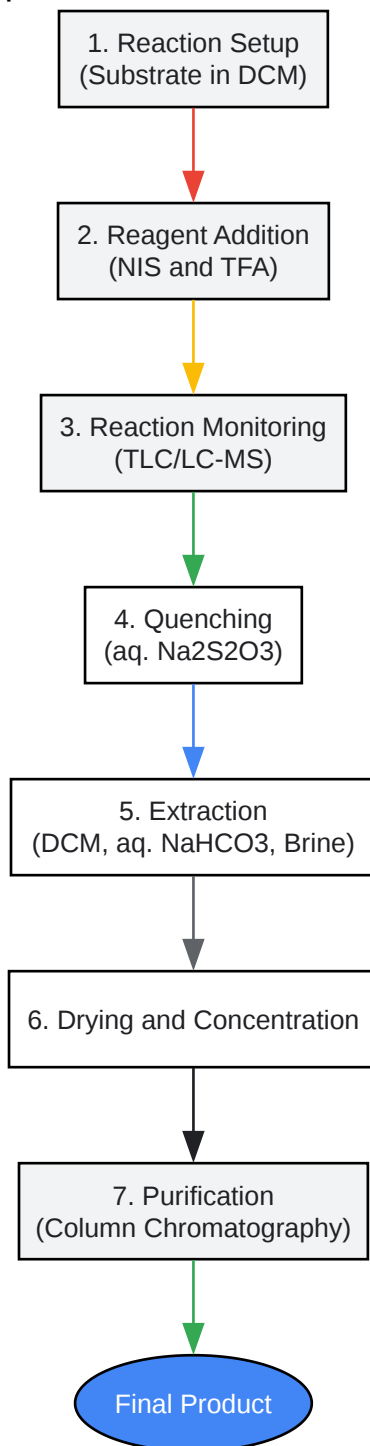 1. Reaction Setup
(Substrate in DCM)
2. Reagent Addition
(NIS and TFA)
3. Reaction Monitoring
(TLC/LC-MS)
4. Quenching
(aq. Na2S2O3)
5. Extraction
(DCM, aq. NaHCO3, Brine)
6. Drying and Concentration
7. Purification
(Column Chromatography)
Final Product